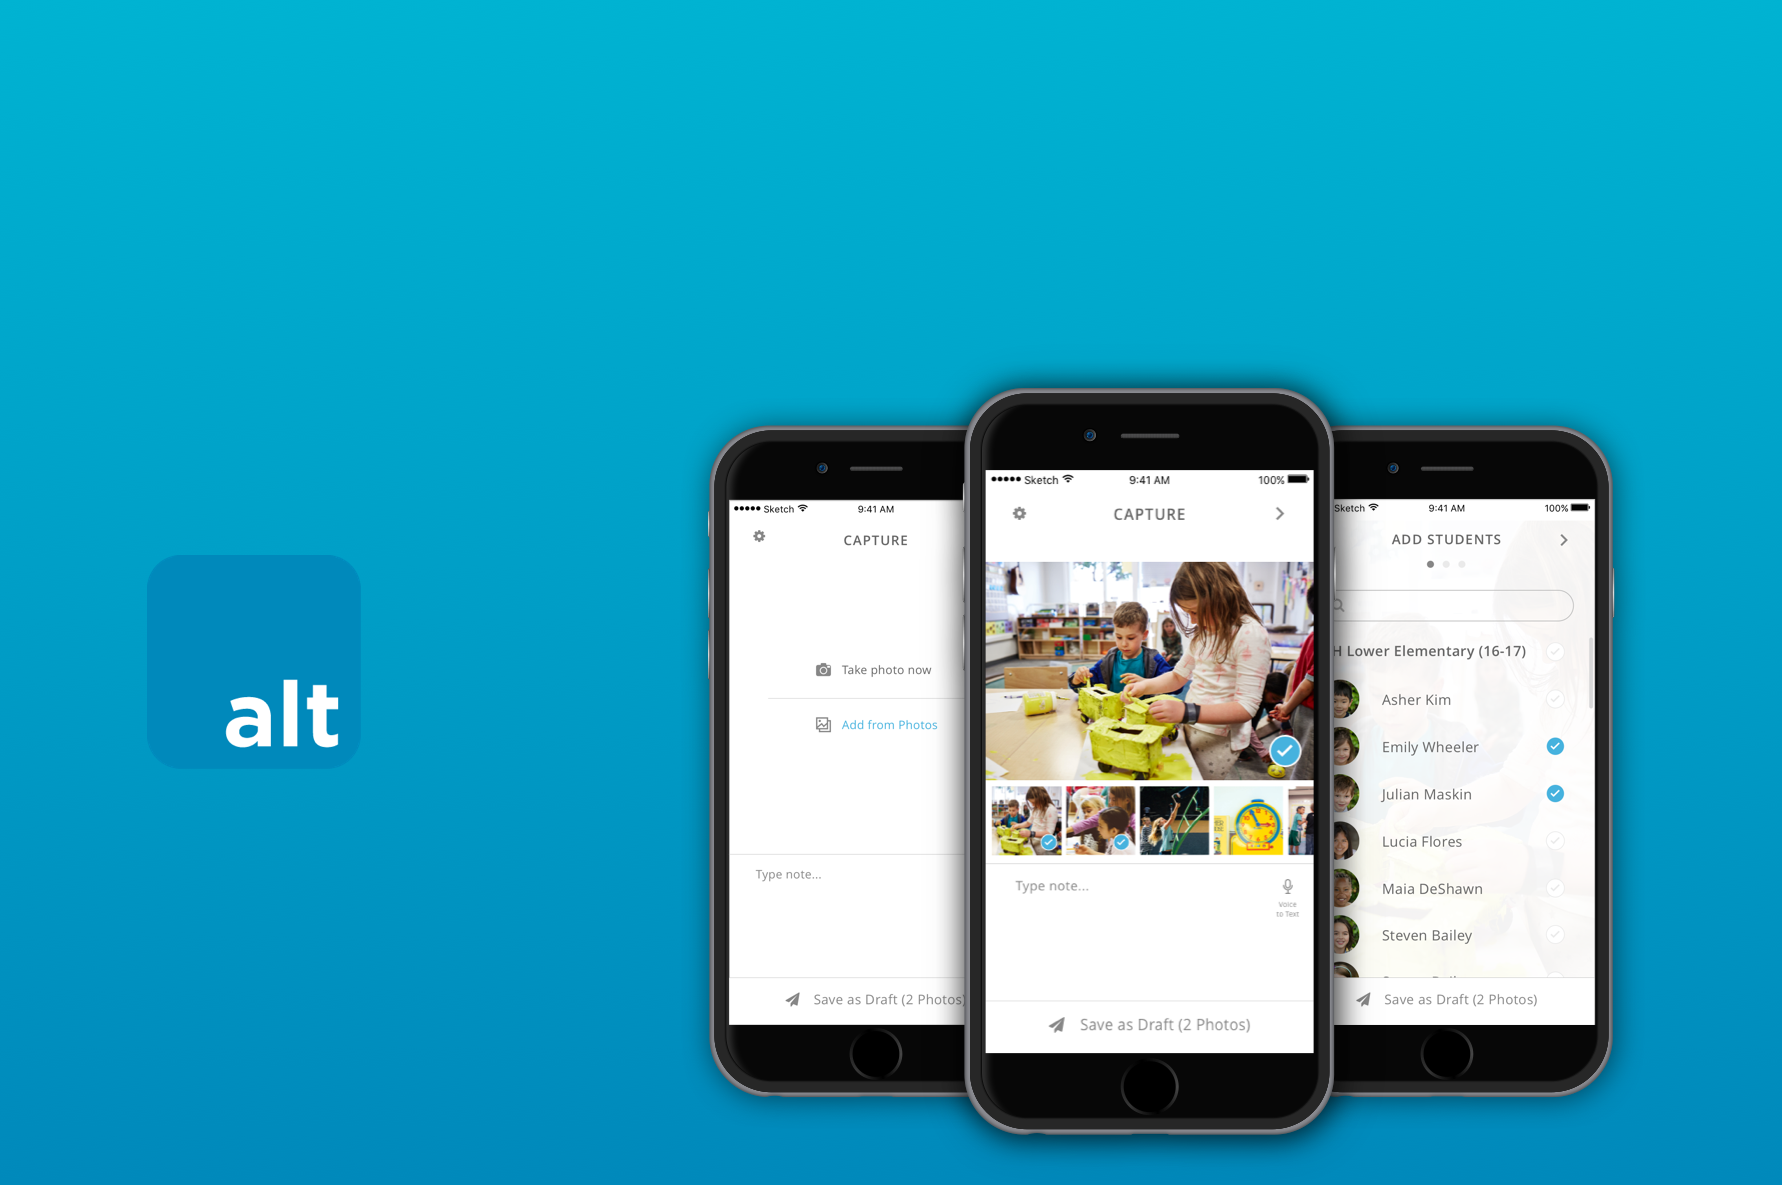 alt
Sketch
9:41 AM
CAPTURE
Take photo now
Add from Photos
Type note...
Save as Draft (2 Photos)
Sketch
9:41 AM
100%
CAPTURE
Type note...
Voice
to Text
Save as Draft (2 Photos)
Sketch
9:41 AM
100%
ADD STUDENTS
H Lower Elementary (16-17)
Asher Kim
Emily Wheeler
Julian Maskin
Lucia Flores
Maia DeShawn
Steven Bailey
Save as Draft (2 Photos)